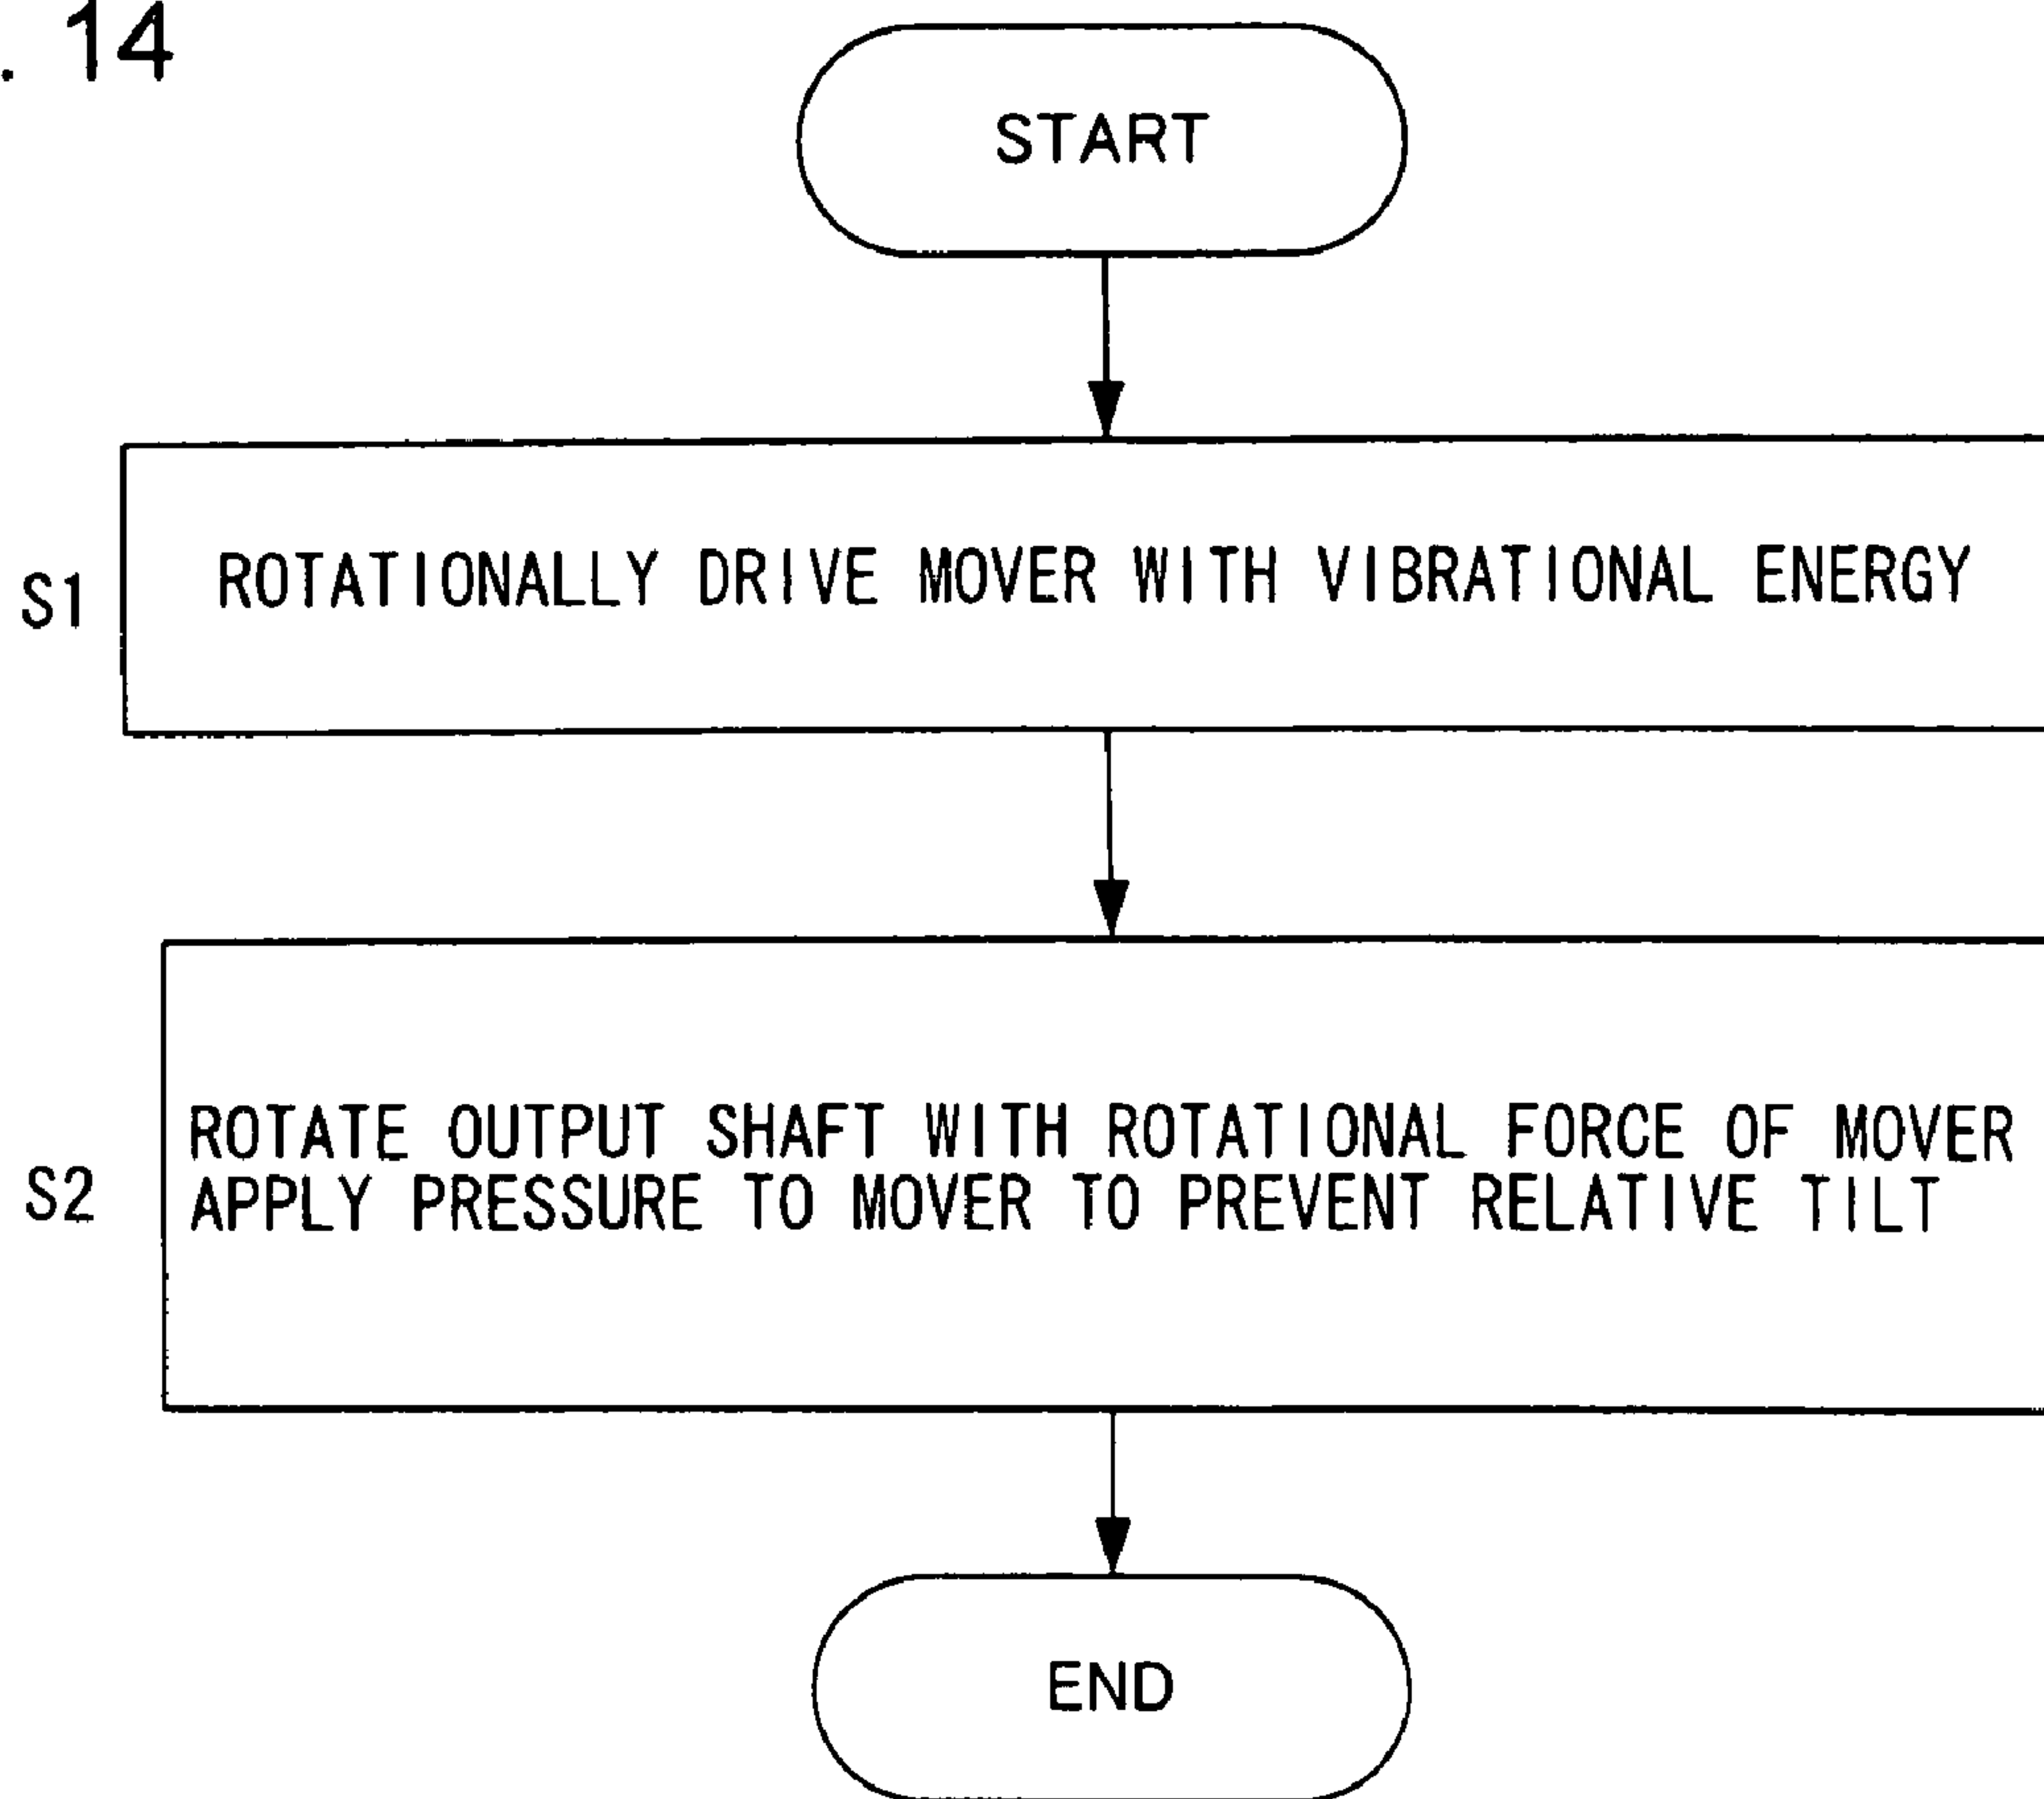 . 14
START
S1
ROTATIONALLY DRIVE MOVER WITH VIBRATIONAL ENERGY
S2
ROTATE OUTPUT SHAFT WITH ROTATIONAL FORCE OF MOVER
APPLY PRESSURE TO MOVER TO PREVENT RELATIVE TILT
END